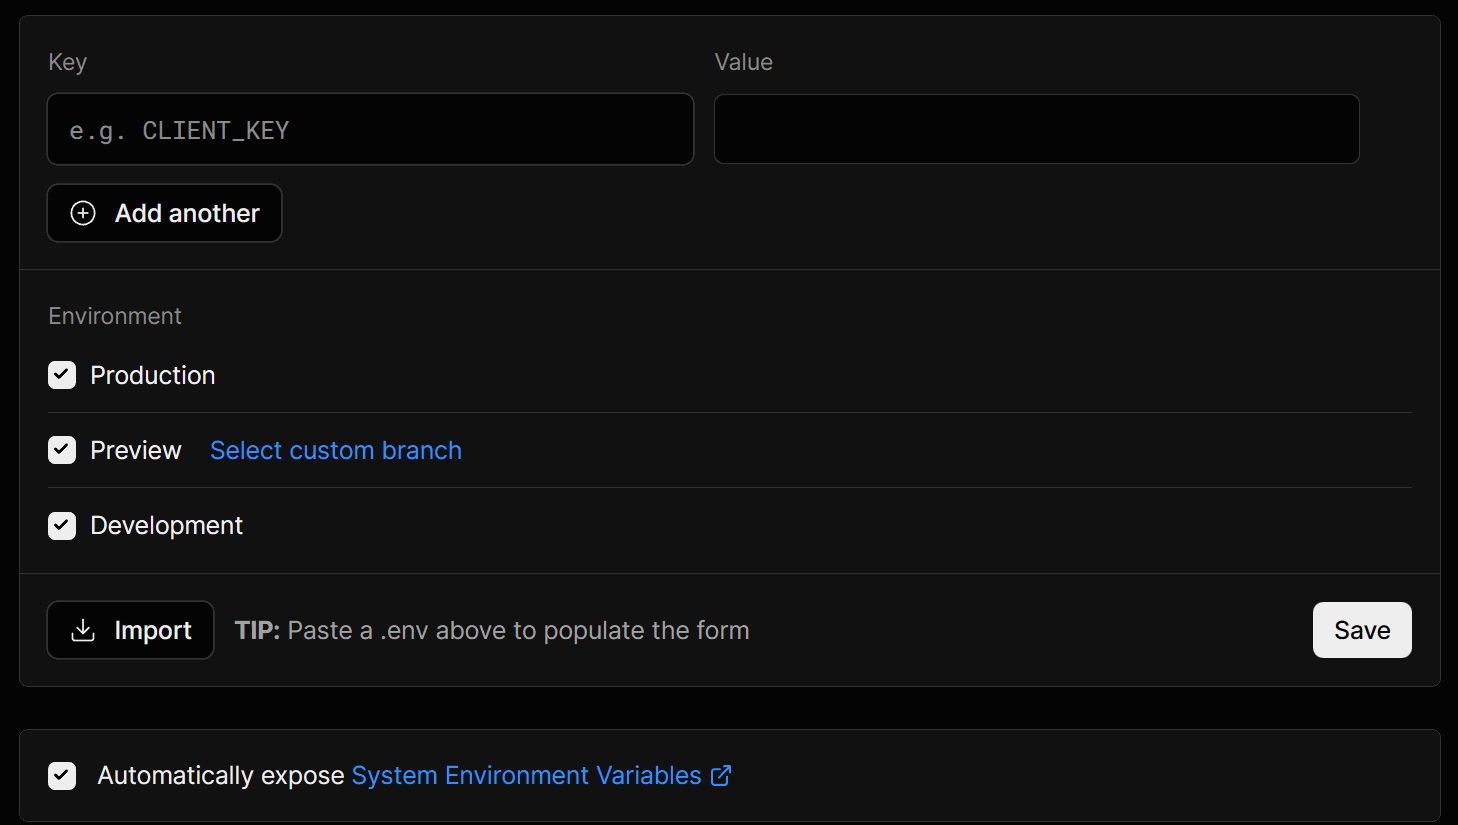 Key
Value
e.g. CLIENT_KEY
Add another
Environment
Production
Preview Select custom branch
Development
Import TIP: Paste a .env above to populate the form Save
Automatically expose System Environment Variables